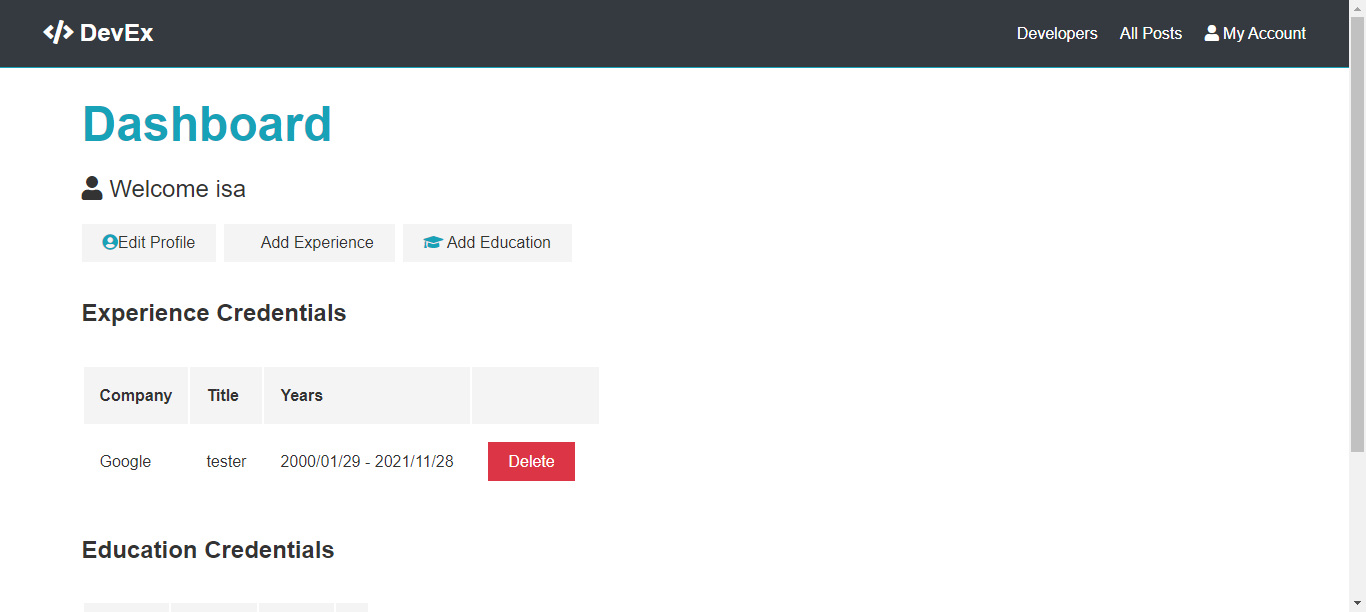 DevEx
Developers All Posts My Account
Dashboard
Welcome isa
Edit Profile Add Experience Add Education
Experience Credentials
Company Title Years
Google tester 2000/01/29 - 2021/11/28 Delete
Education Credentials